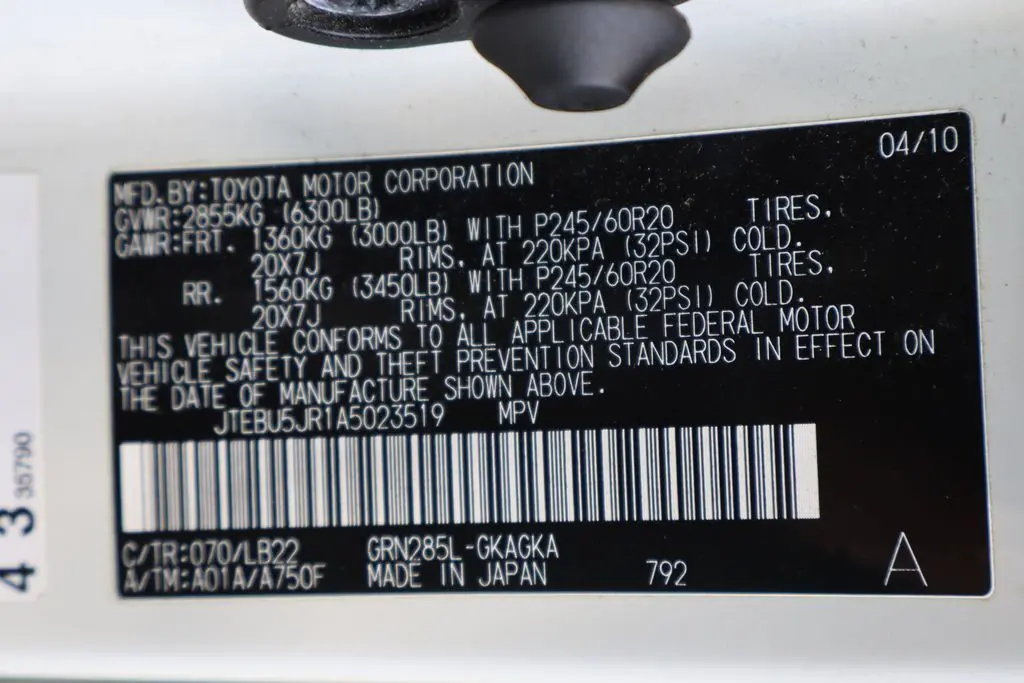 04/10
MFD.BY:TOYOTA MOTOR CORPORATION
GVWR:2855KG (6300LB)
GAWR:FRT. 1360KG (3000LB) WITH P245/60R20 TIRES,
20X7J RIMS, AT 220KPA (32PSI) COLD.
RR. 1560KG (3450LB) WITH P245/60R20 TIRES,
20X7J RIMS, AT 220KPA (32PSI) COLD.
THIS VEHICLE CONFORMS TO ALL APPLICABLE FEDERAL MOTOR
VEHICLE SAFETY AND THEFT PREVENTION STANDARDS IN EFFECT ON
THE DATE OF MANUFACTURE SHOWN ABOVE.
JTEBU5JR1A5023519 MPV
C/TR:070/LB22 GRN285L-GKAGKA
A/TM:A01A/A750F MADE IN JAPAN 792 A
4 3 35790